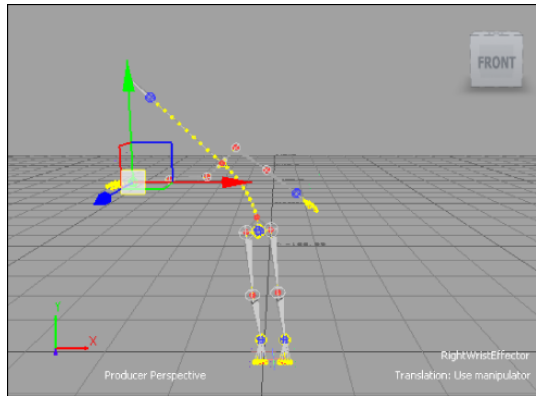 FRONT
Y
X
RightWristEffector
Producer Perspective
Translation: Use manipulator